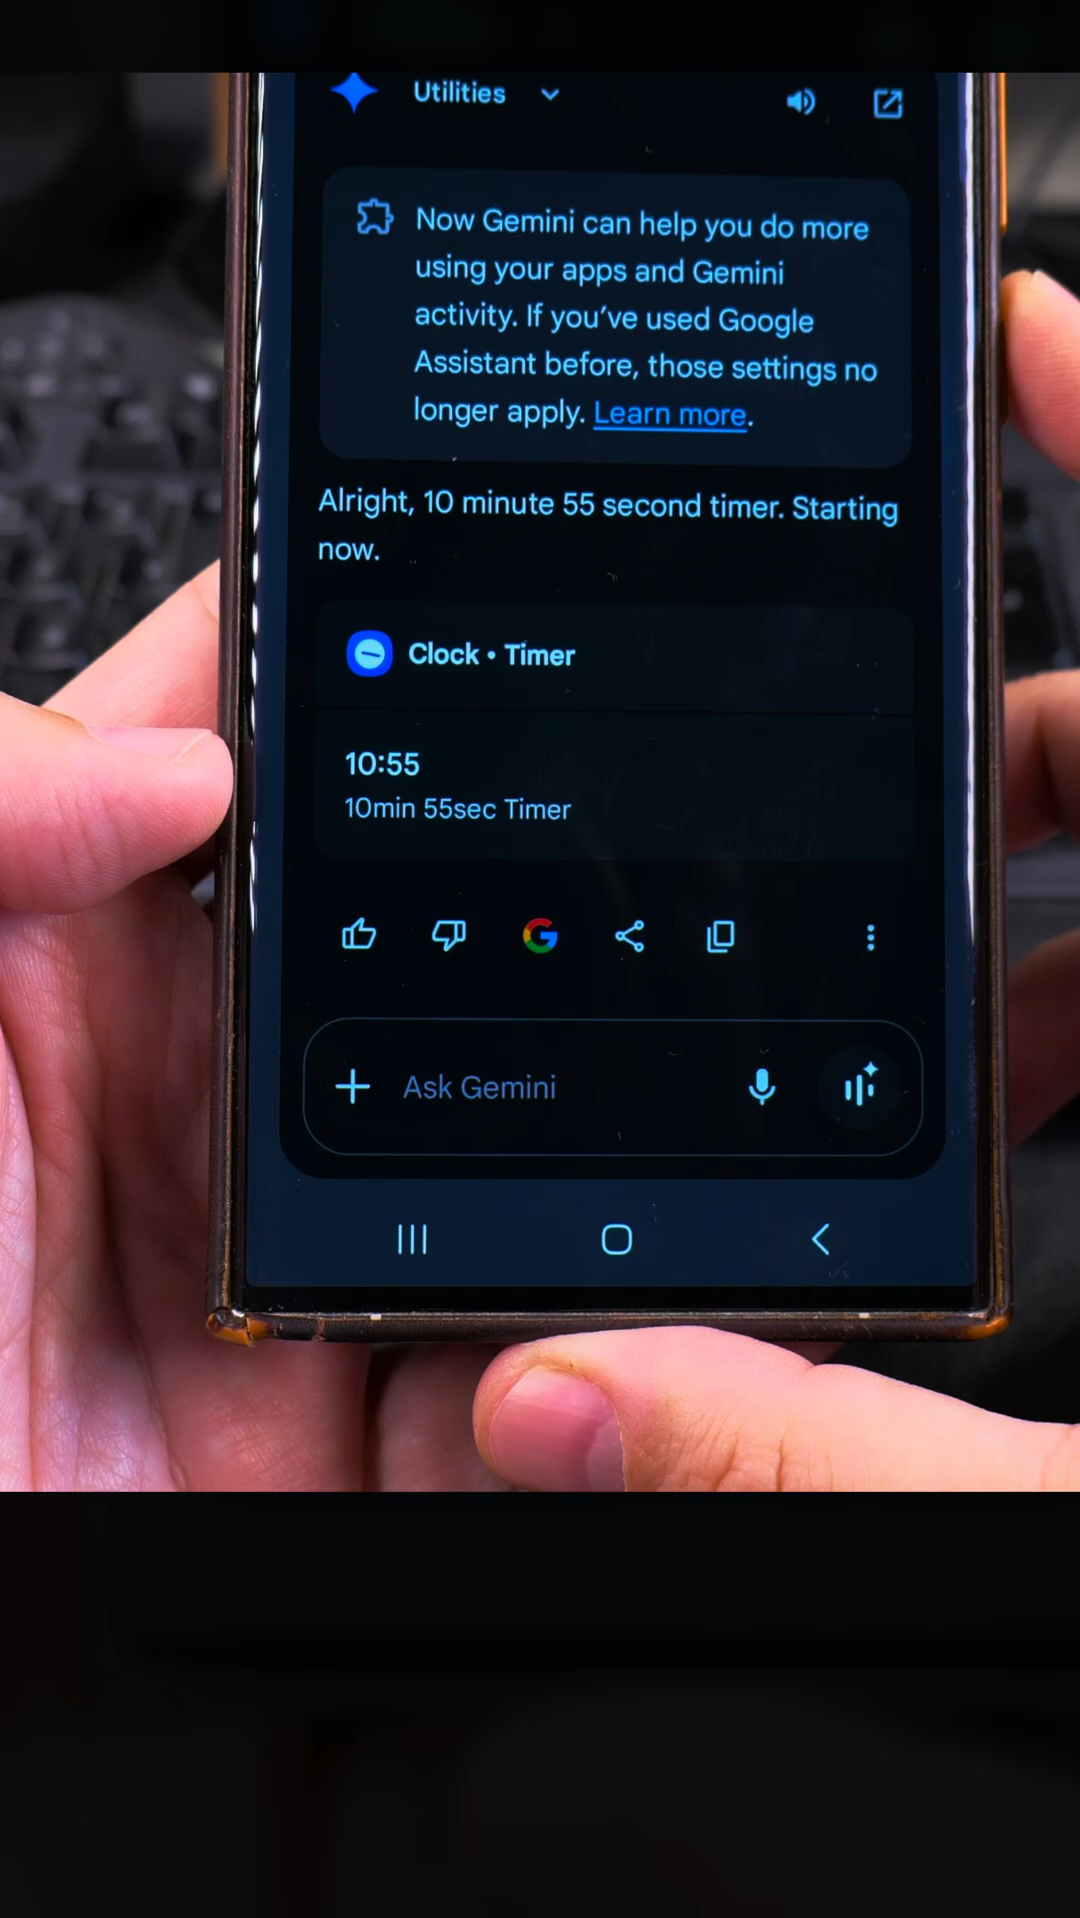 Utilities
Now Gemini can help you do more
using your apps and Gemini
activity. If you’ve used Google
Assistant before, those settings no
longer apply. Learn more.
Alright, 10 minute 55 second timer. Starting
now.
Clock • Timer
10:55
10min 55sec Timer
Ask Gemini